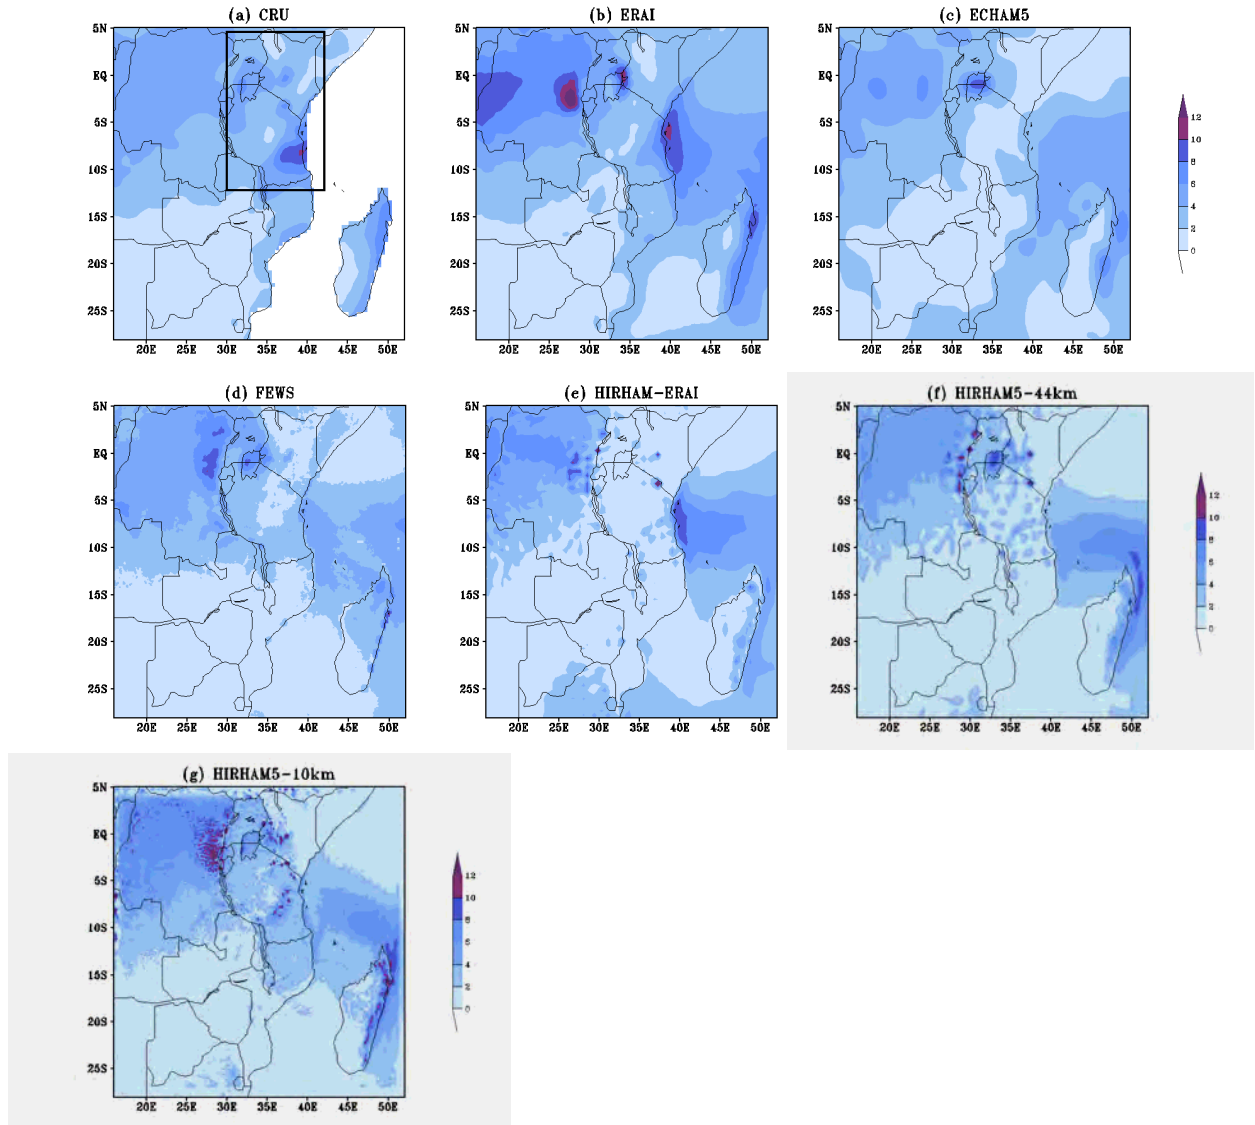 (a) CRU
5N
EQ
5S
10S
15S
20S
25S
20E 25E 30E 35E 40E 45E 50E
(b) ERAI
5N
EQ
5S
10S
15S
20S
25S
20E 25E 30E 35E 40E 45E 50E
(c) ECHAM5
5N
EQ
5S
10S
15S
20S
25S
20E 25E 30E 35E 40E 45E 50E
12
10
8
6
4
2
0
(d) FEWS
5N
EQ
5S
10S
15S
20S
25S
20E 25E 30E 35E 40E 45E 50E
(e) HIRHAM-ERAI
5N
EQ
5S
10S
15S
20S
25S
20E 25E 30E 35E 40E 45E 50E
(f) HIRHAM5-44km
5N
EQ
5S
10S
15S
20S
25S
20E 25E 30E 35E 40E 45E 50E
12
10
8
6
4
2
0
(g) HIRHAM5-10km
5N
EQ
5S
10S
15S
20S
25S
20E 25E 30E 35E 40E 45E 50E
12
10
8
6
4
2
0